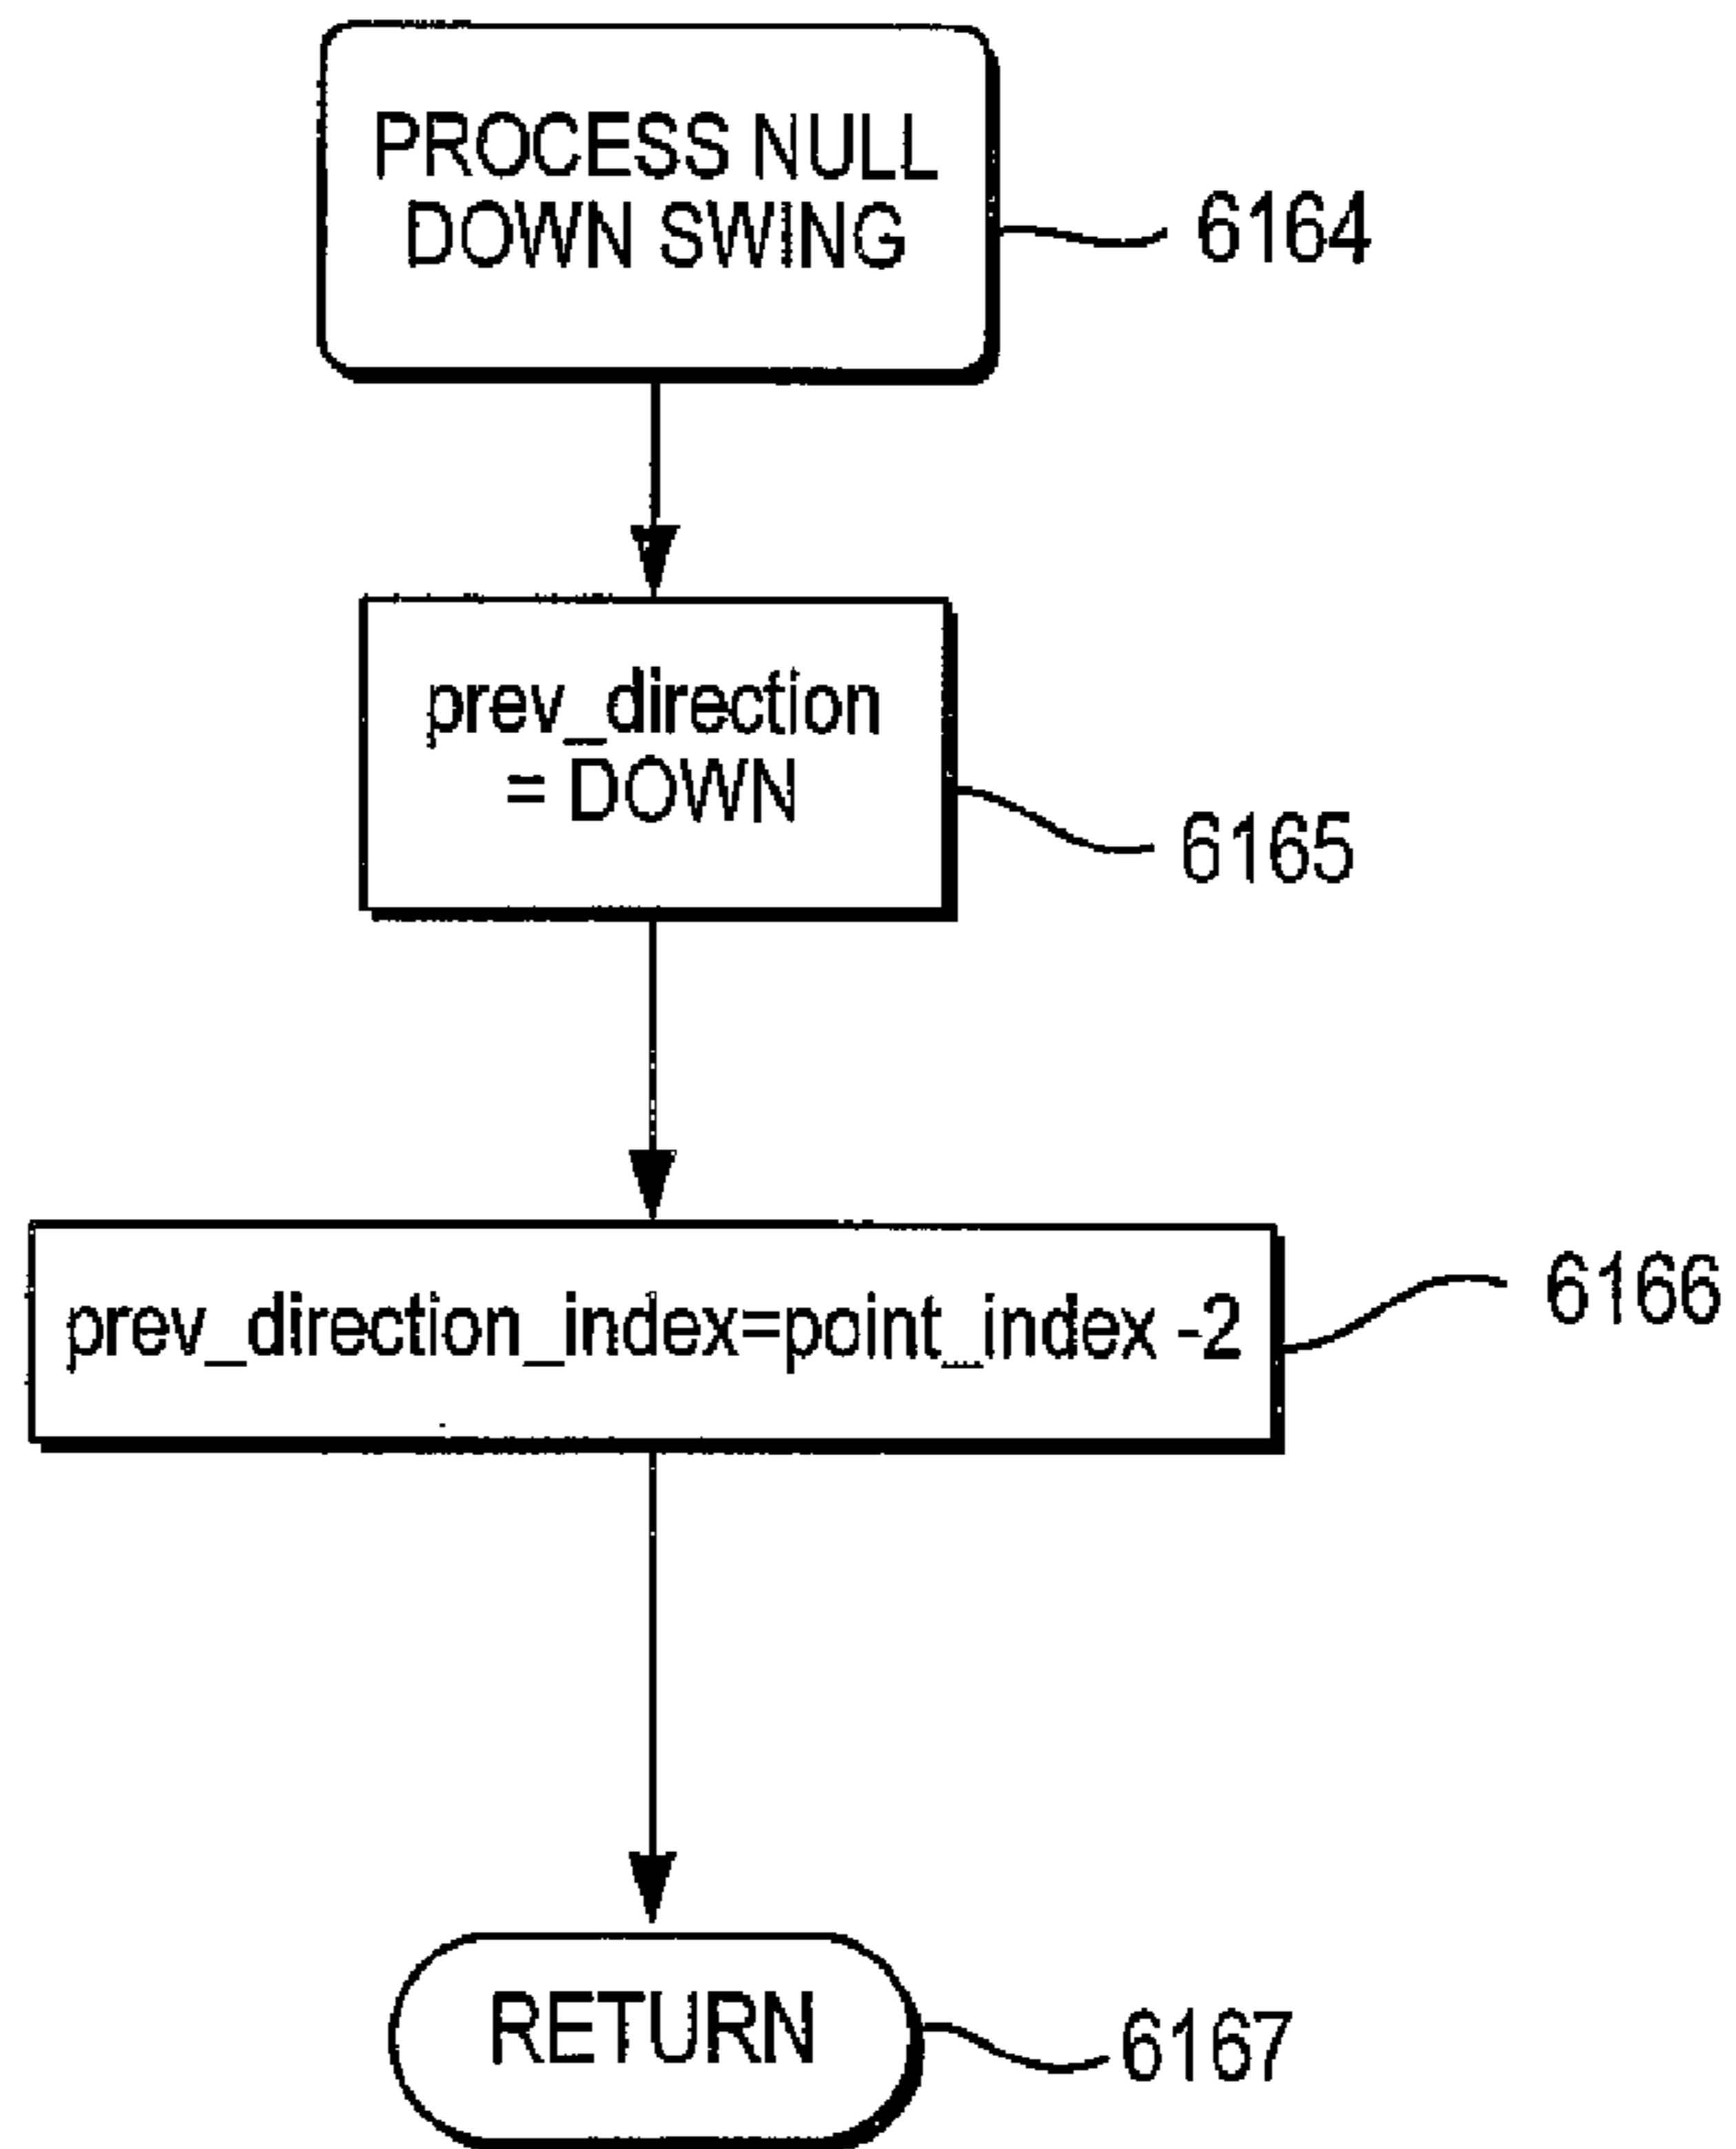 PROCESS NULL
DOWN SWING
6164
prev_direction
= DOWN
6165
prev_direction_index=point_index -2
6166
RETURN
6167